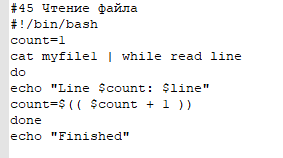 #45 Чтение файла
#!/bin/bash
count=1
cat myfile1 | while read line
do
echo "Line $count: $line"
count=$(( $count + 1 ))
done
echo "Finished"